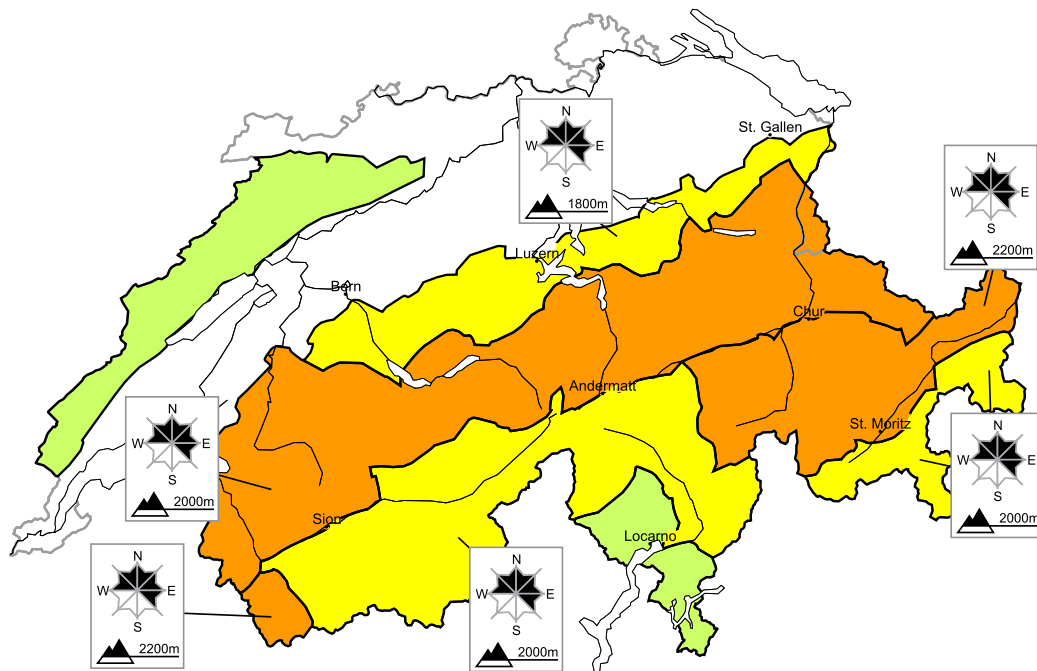 N
W E
S
1800m
St. Gallen
N
W E
S
2200m
Luzern
Bern
Chur
Andermatt
St. Moritz
N
W E
S
2000m
N
W E
S
2000m
Sion
Locarno
N
W E
S
2200m
N
W E
S
2000m